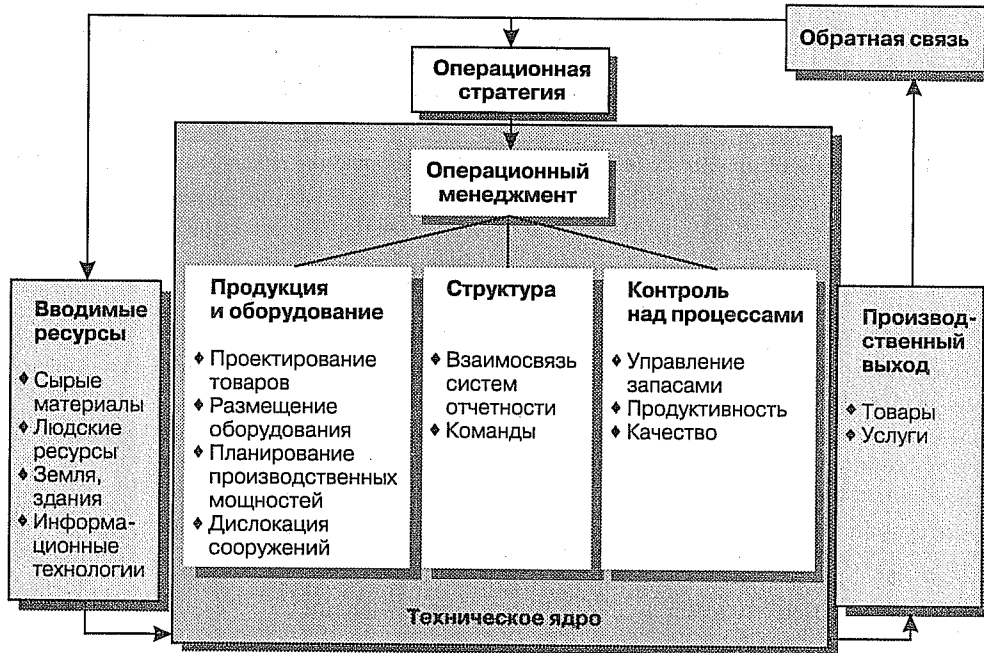 Обратная связь
Операционная
стратегия
Операционный
менеджмент
Вводимые
ресурсы
♦ Сырые
материалы
♦ Людские
ресурсы
♦ Земля,
здания
♦ Информа-
ционные
технологии
Продукция
и оборудование
♦ Проектирование
товаров
♦ Размещение
оборудования
♦ Планирование
производственных
мощностей
♦ Дислокация
сооружений
Структура
♦ Взаимосвязь
систем
отчетности
♦ Команды
Контроль
над процессами
♦ Управление
запасами
♦ Продуктивность
♦ Качество
Производ-
ственный
выход
♦ Товары
♦ Услуги
Техническое ядро